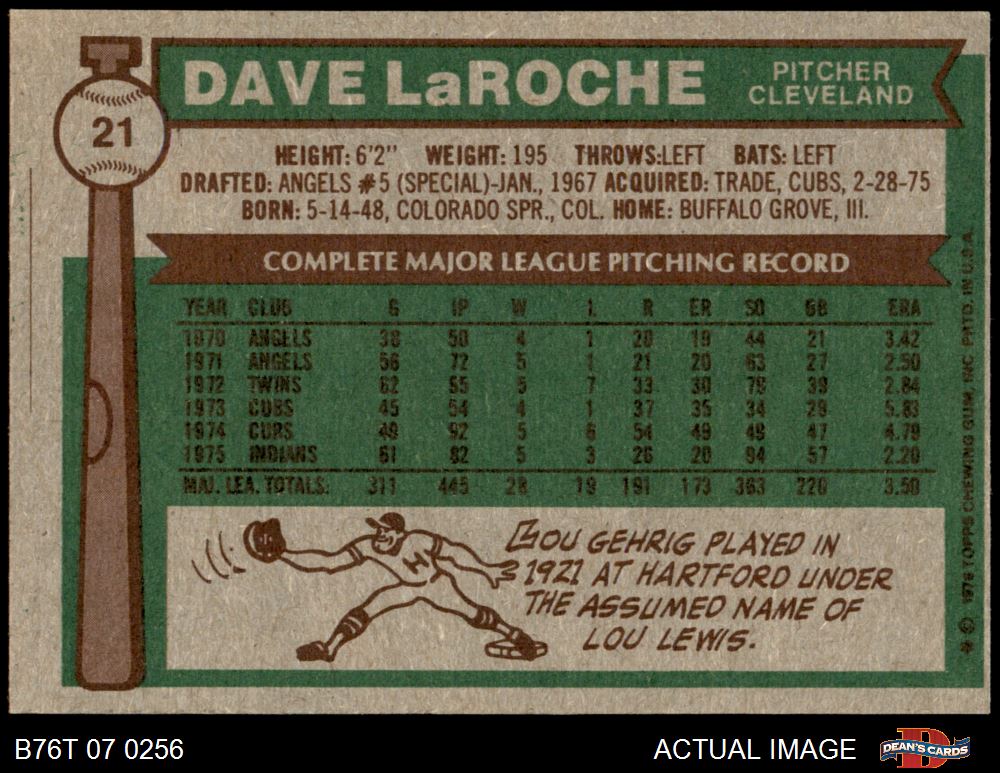 21
DAVE LaROCHE
PITCHER
CLEVELAND
HEIGHT: 6'2" WEIGHT: 195 THROWS:LEFT BATS: LEFT
DRAFTED: ANGELS #5 (SPECIAL)-JAN., 1967 ACQUIRED: TRADE, CUBS, 2-28-75
BORN: 5-14-48, COLORADO SPR., COL. HOME: BUFFALO GROVE, Ill.
COMPLETE MAJOR LEAGUE PITCHING RECORD
YEAR CLUB G IP W L R ER SO BB ERA
1970 ANGELS 38 50 4 1 20 19 44 21 3.42
1971 ANGELS 56 72 5 1 21 20 63 27 2.50
1972 TWINS 62 95 5 7 33 30 79 39 2.84
1973 CUBS 45 54 4 1 37 35 34 29 5.83
1974 CUBS 49 92 5 6 54 49 49 47 4.79
1975 INDIANS 61 82 5 3 26 20 94 57 2.20
MAJ. LEA. TOTALS. 311 445 28 19 191 173 363 220 3.50
LOU GEHRIG PLAYED IN
1921 AT HARTFORD UNDER
THE ASSUMED NAME OF
LOU LEWIS.
H
* © 1976 TOPPS CHEWING GUM, INC. PRTD. IN U.S.A.
B76T 07 0256
ACTUAL IMAGE
DEAN'S CARDS